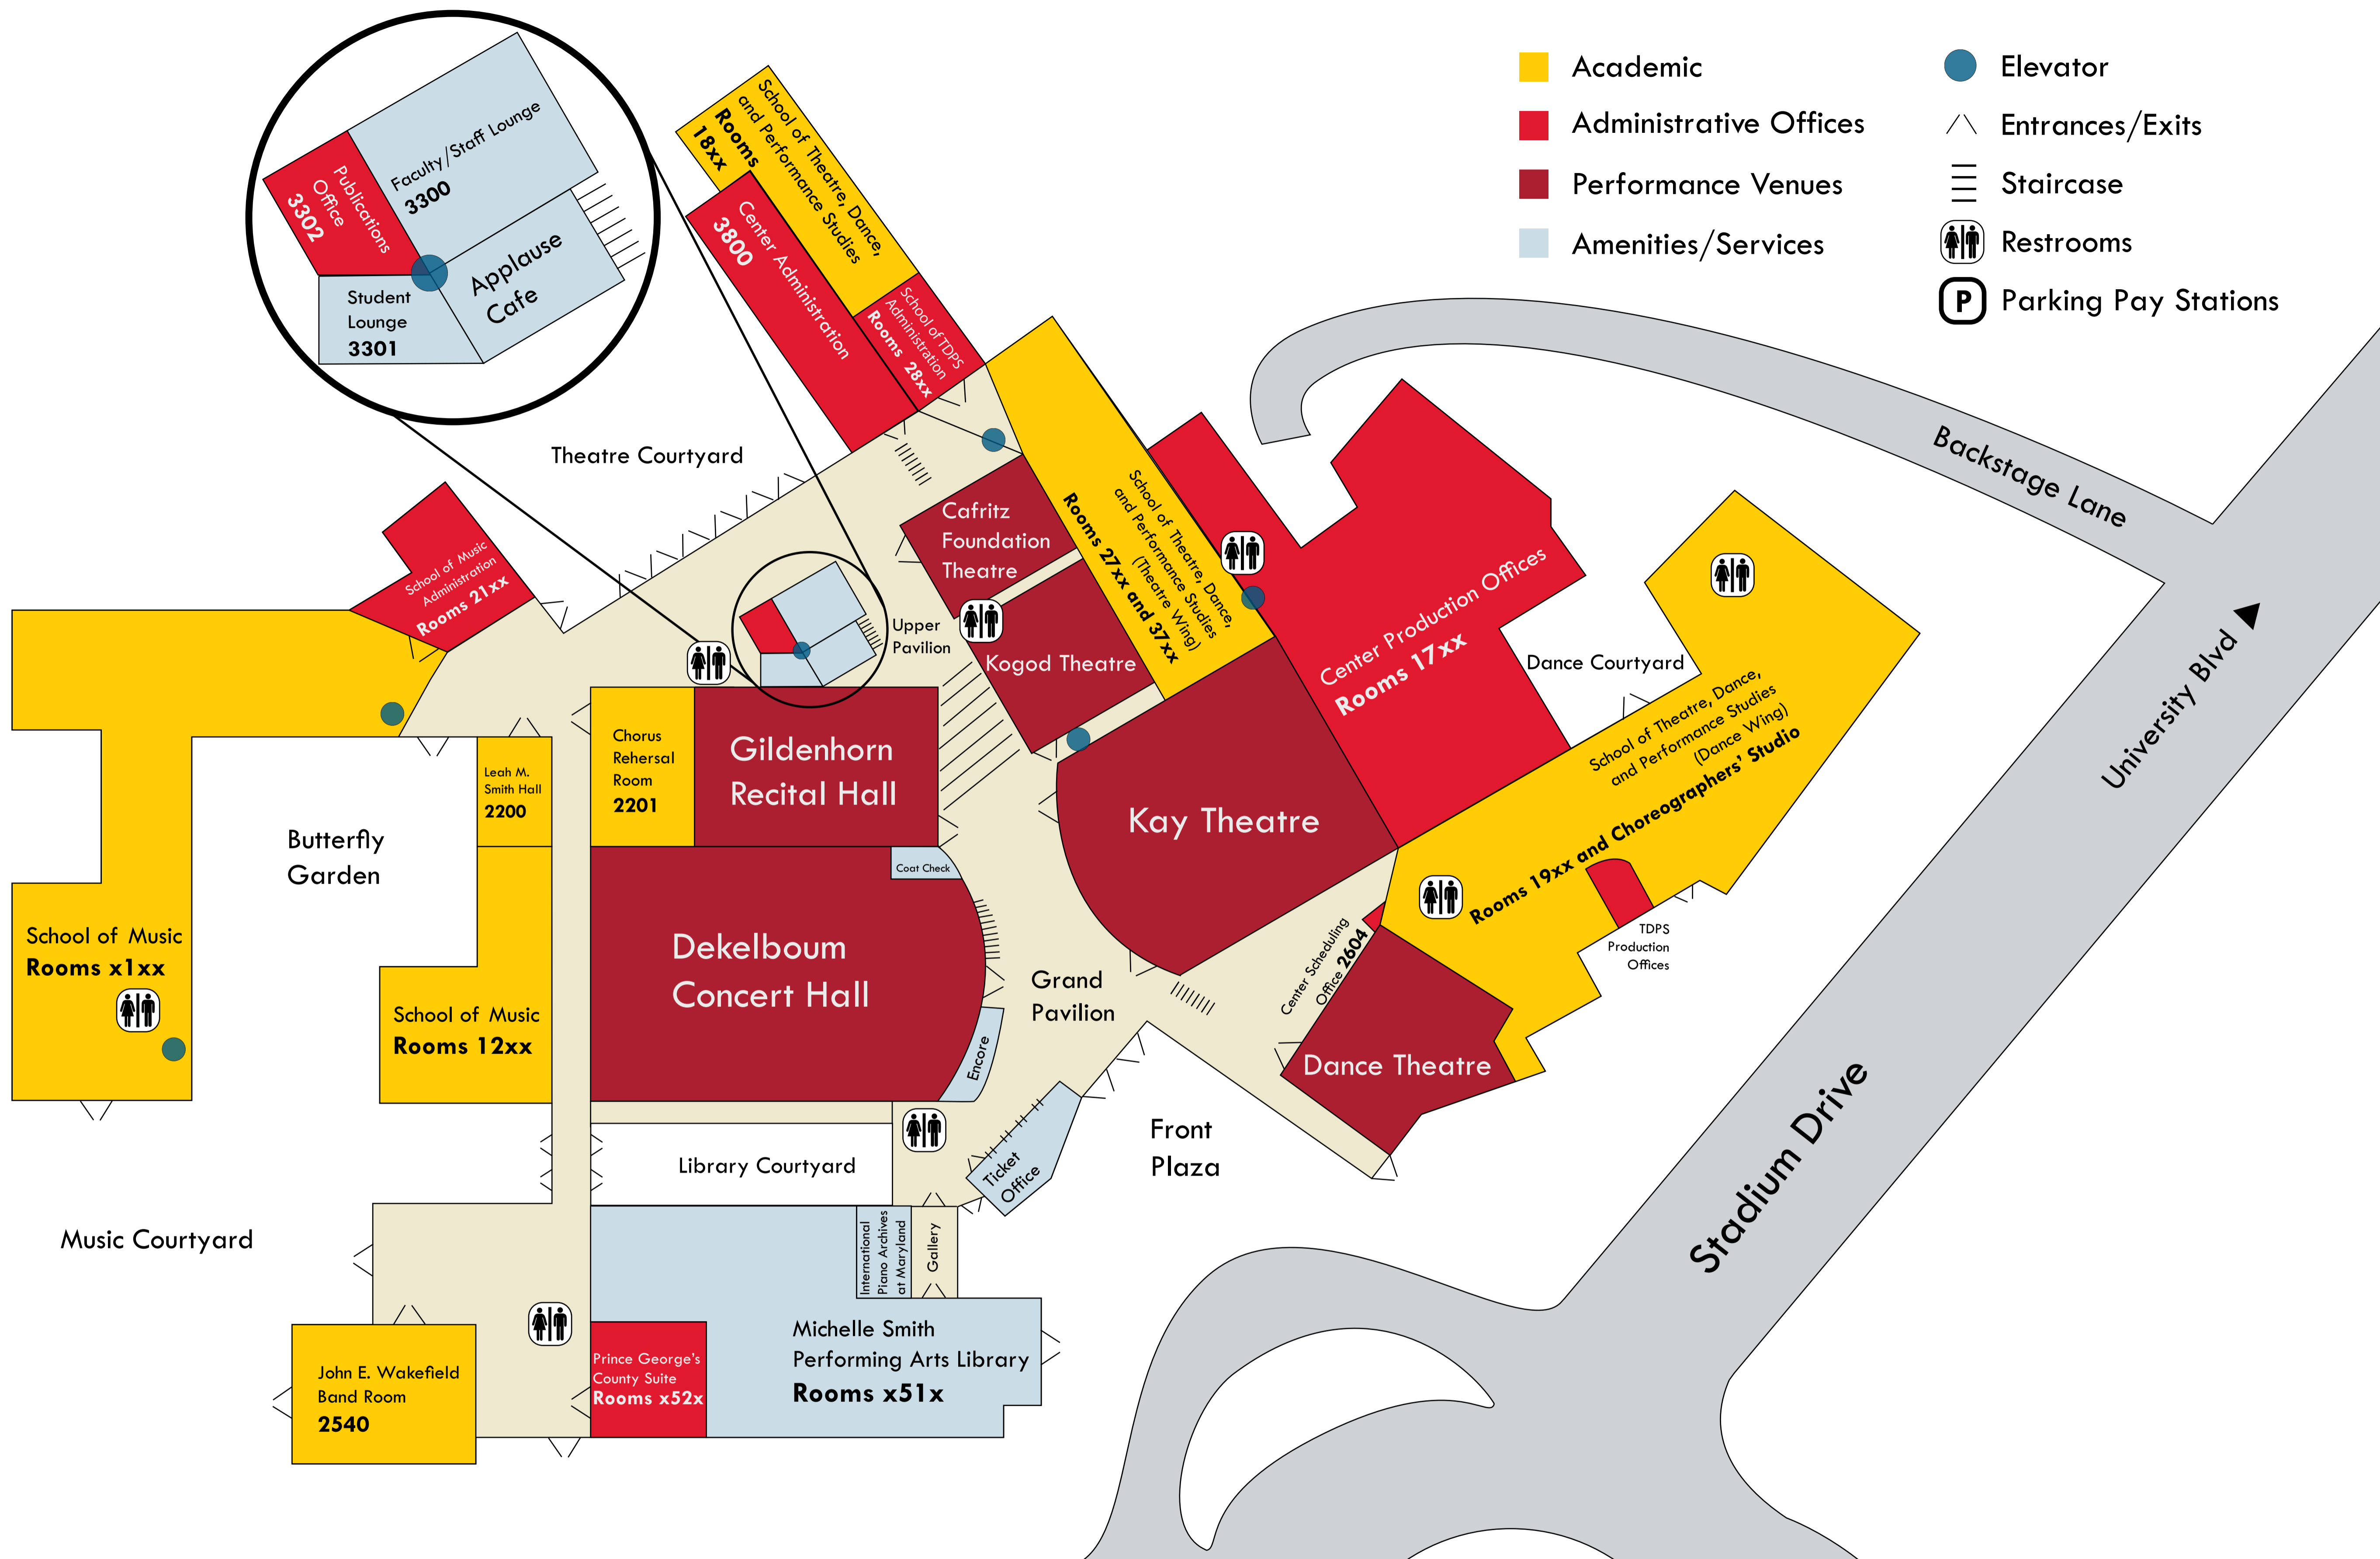 Academic
Administrative Offices
Performance Venues
Amenities/Services
Elevator
Entrances/Exits
Staircase
Restrooms
P
Parking Pay Stations
Faculty/Staff Lounge
3300
Publications
Office
3302
Student
Lounge
3301
Applause
Cafe
School of Theatre, Dance,
and Performance Studies
Rooms
18xx
Center Administration
3800
School of TDPS
Administration
Rooms 28xx
Theatre Courtyard
School of Music
Administration
Rooms 21xx
Cafritz
Foundation
Theatre
School of Theatre, Dance,
and Performance Studies
(Theatre Wing)
Rooms 27xx and 37xx
Upper
Pavilion
Kogod Theatre
Center Production Offices
Rooms 17xx
Dance Courtyard
Backstage Lane
University Blvd
Stadium Drive
School of Theatre, Dance,
and Performance Studies
(Dance Wing)
Rooms 19xx and Choreographers' Studio
TDPS
Production
Offices
Chorus
Rehersal
Room
2201
Gildenhorn
Recital Hall
Leah M.
Smith Hall
2200
Kay Theatre
Butterfly
Garden
Coat Check
School of Music
Rooms x1xx
School of Music
Rooms 12xx
Dekelboum
Concert Hall
Grand
Pavilion
Center Scheduling
Office 2604
Dance Theatre
Encore
Ticket
Office
Front
Plaza
Library Courtyard
Music Courtyard
International
Piano Archives
at Maryland
Gallery
Michelle Smith
Performing Arts Library
Rooms x51x
Prince George's
County Suite
Rooms x52x
John E. Wakefield
Band Room
2540